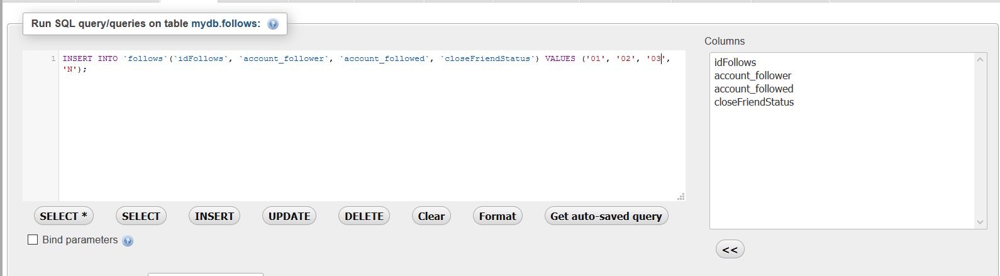 Run SQL query/queries on table mydb.follows:
Columns
1 INSERT INTO `follows`(`idFollows`, `account_follower`, `account_followed`, `closeFriendStatus`) VALUES ('01', '02', '03',
'N');
idFollows
account_follower
account_followed
closeFriendStatus
SELECT * SELECT INSERT UPDATE DELETE Clear Format Get auto-saved query
Bind parameters
<<